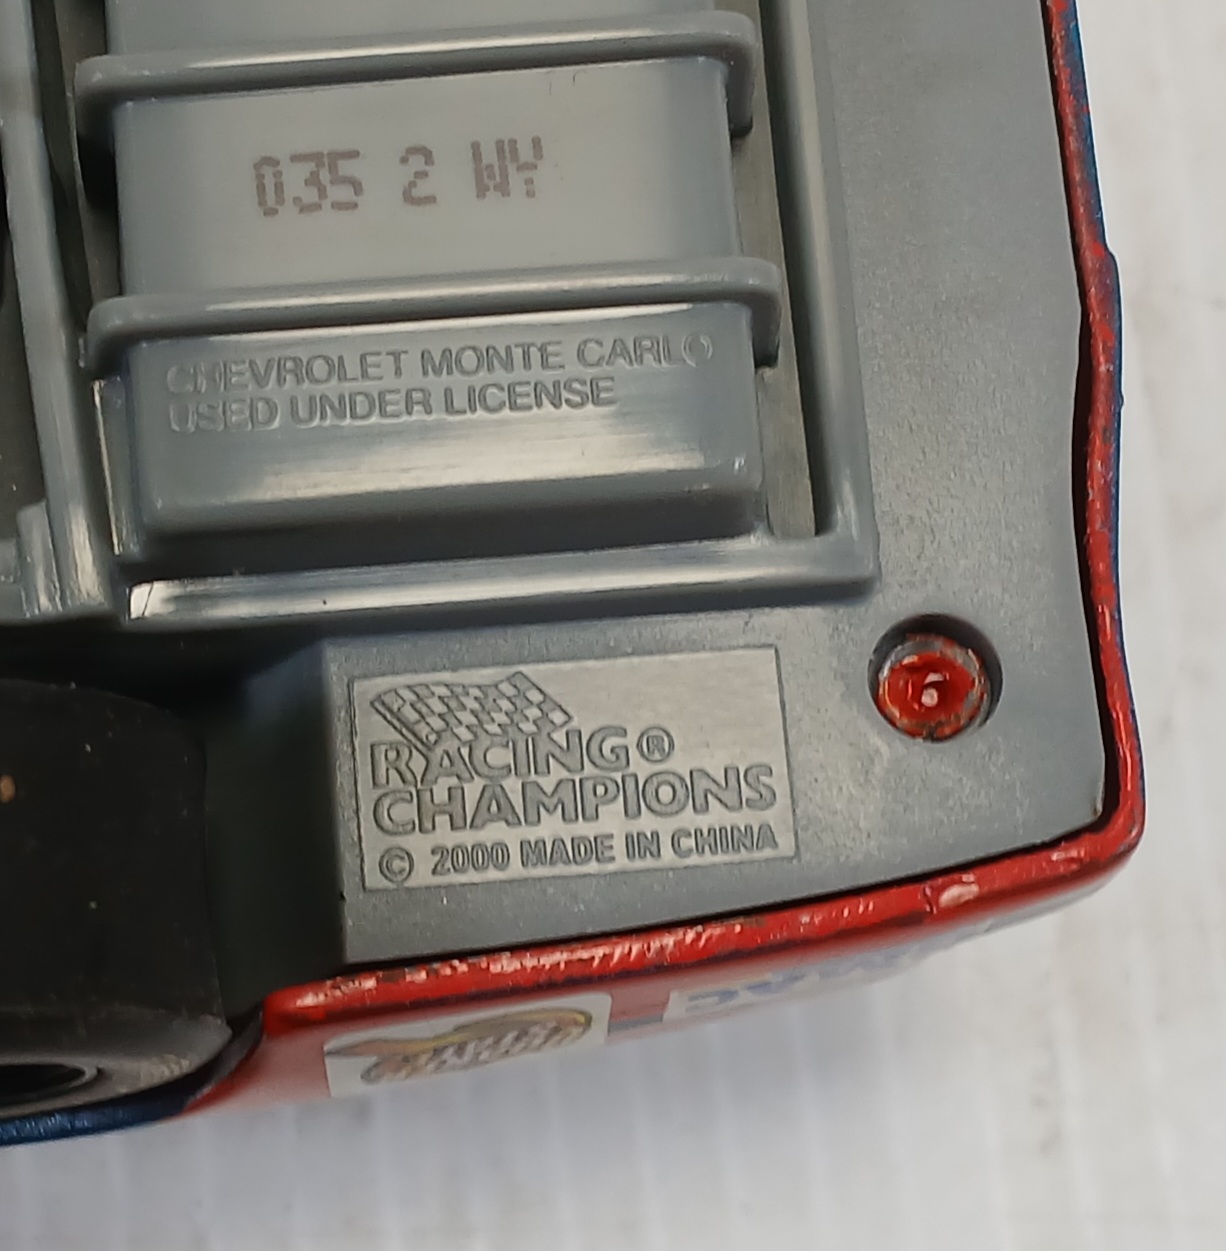 035 2 WY
CHEVROLET MONTE CARLO
USED UNDER LICENSE
RACING®
CHAMPIONS
© 2000 MADE IN CHINA